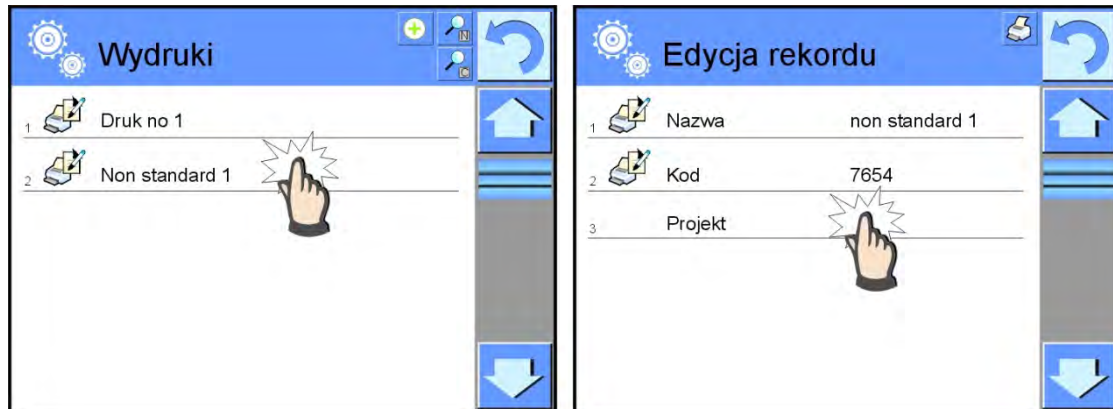 Wydruki
N
C
1 Druk no 1
2 Non standard 1
Edycja rekordu
1 Nazwa non standard 1
2 Kod 7654
3 Projekt